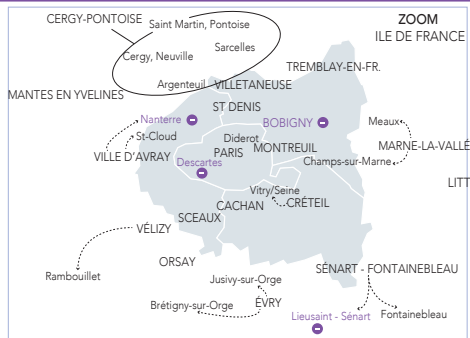 CERGY-PONTOISE
Saint Martin, Pontoise
ZOOM
ILE DE FRANCE
Sarcelles
Cergy, Neuville
TREMBLAY-EN-FR.
Argenteuil
VILLETANEUSE
MANTES EN YVELINES
ST DENIS
Nanterre
BOBIGNY
Meaux
St-Cloud
Diderot
MONTREUIL
MARNE-LA-VALLÉ
VILLE D'AVRAY
PARIS
Descartes
Champs-sur-Marne
LITT
Vitry/Seine
CACHAN
CRÉTEIL
SCEAUX
VÉLIZY
ORSAY
SÉNART - FONTAINEBLEAU
Rambouillet
Jusivy-sur-Orge
Brétigny-sur-Orge
ÉVRY
Lieusaint - Sénart
Fontainebleau